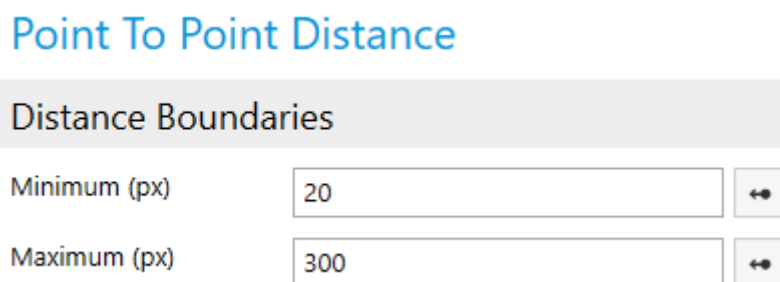 Point To Point Distance
Distance Boundaries
Minimum (px) 20
Maximum (px) 300